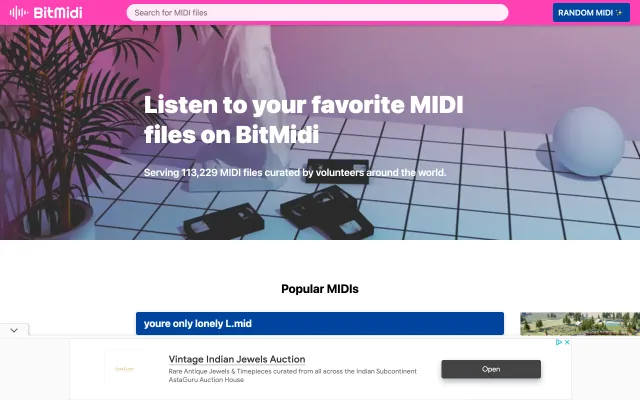 BitMidi
Search for MIDI files
RANDOM MIDI ✨
Listen to your favorite MIDI
files on BitMidi
Serving 113,229 MIDI files curated by volunteers around the world.
Popular MIDIs
youre only lonely L.mid
Vintage Indian Jewels Auction
Rare Antique Jewels & Timepieces curated from all across the Indian Subcontinent
AstaGuru Auction House
Open